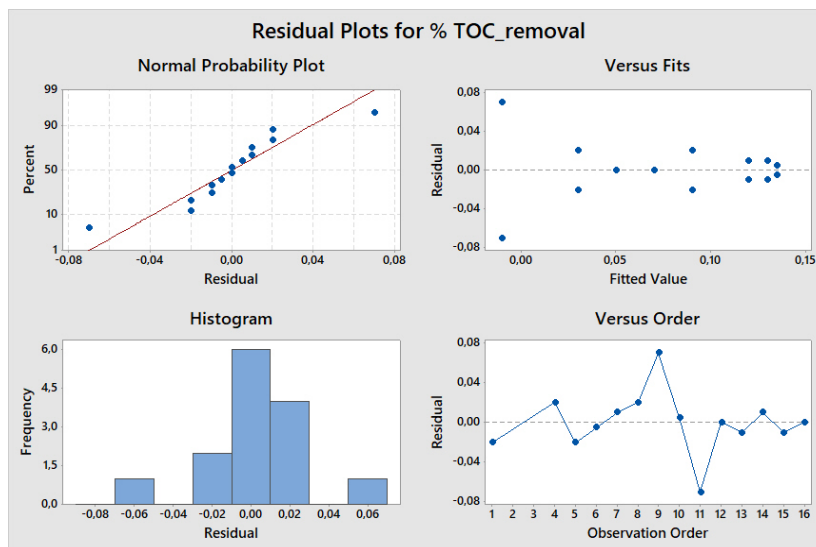 Residual Plots for % TOC_removal
Normal Probability Plot
99
90
50
10
1
Percent
-0,08
-0,04
0,00
0,04
0,08
Residual
Versus Fits
0,08
0,04
0,00
-0,04
-0,08
Residual
0,00
0,05
0,10
0,15
Fitted Value
Histogram
6,0
4,5
3,0
1,5
0,0
Frequency
-0,08
-0,06
-0,04
-0,02
0,00
0,02
0,04
0,06
Residual
Versus Order
0,08
0,04
0,00
-0,04
-0,08
Residual
1 2 3 4 5 6 7 8 9 10 11 12 13 14 15 16
Observation Order